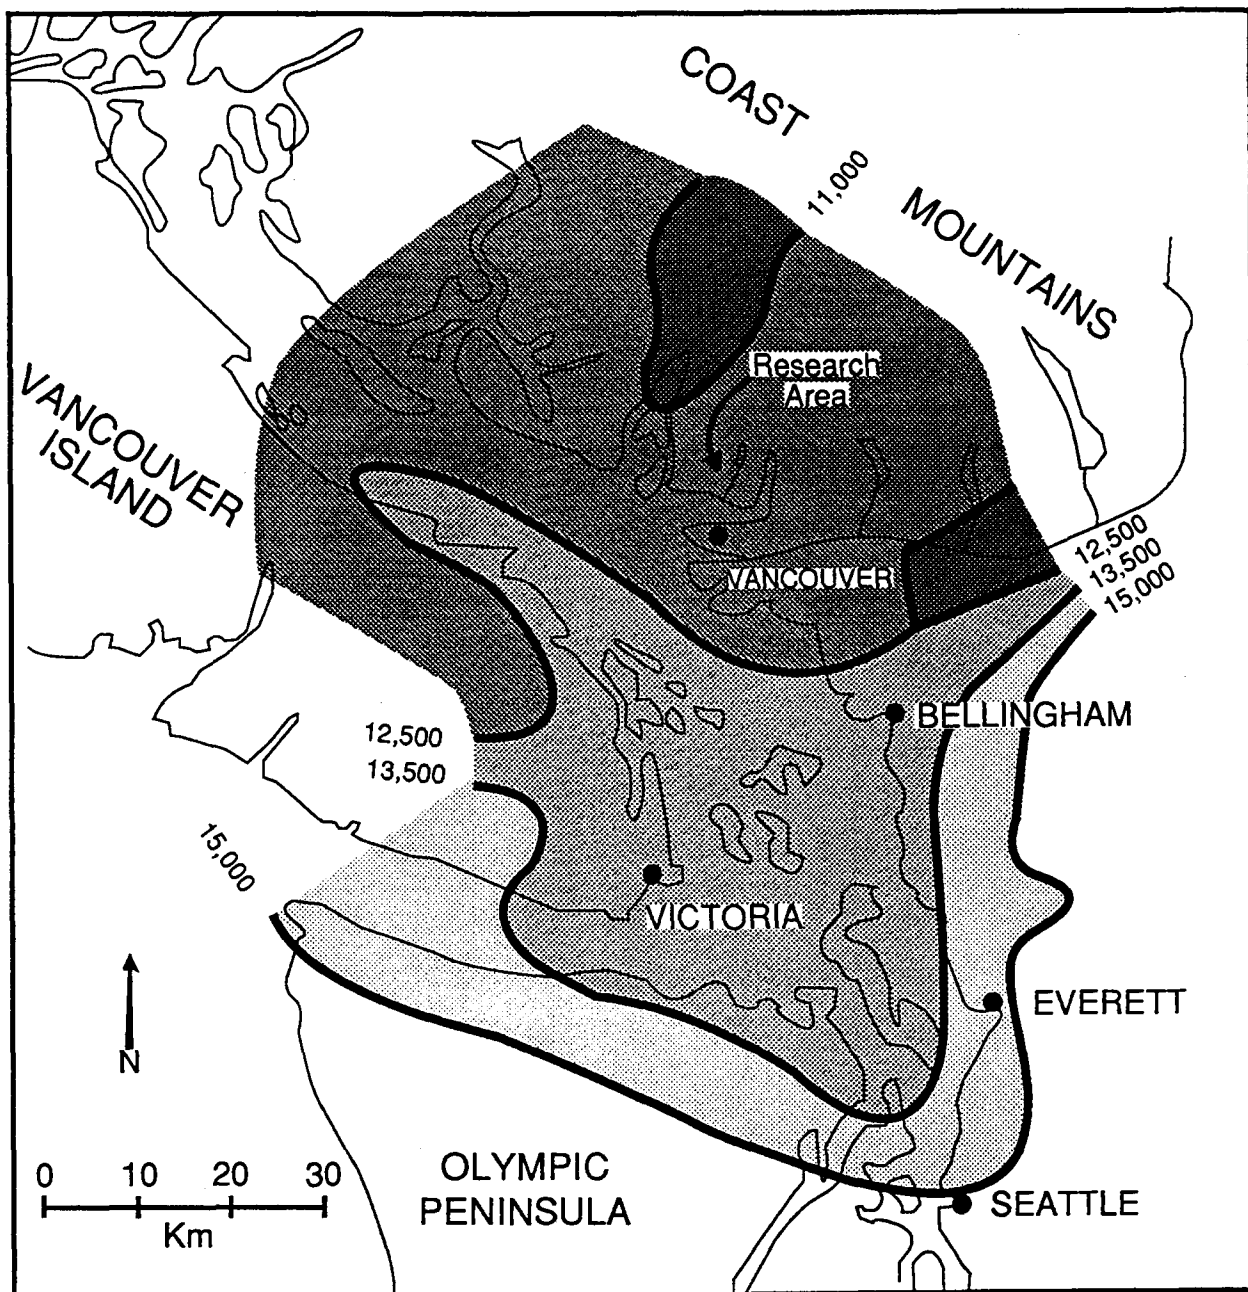 COAST
MOUNTAINS
11,000
Research
Area
VANCOUVER
ISLAND
VANCOUVER
12,500
13,500
15,000
BELLINGHAM
12,500
13,500
15,000
VICTORIA
EVERETT
N
0 10 20 30
Km
OLYMPIC
PENINSULA
SEATTLE